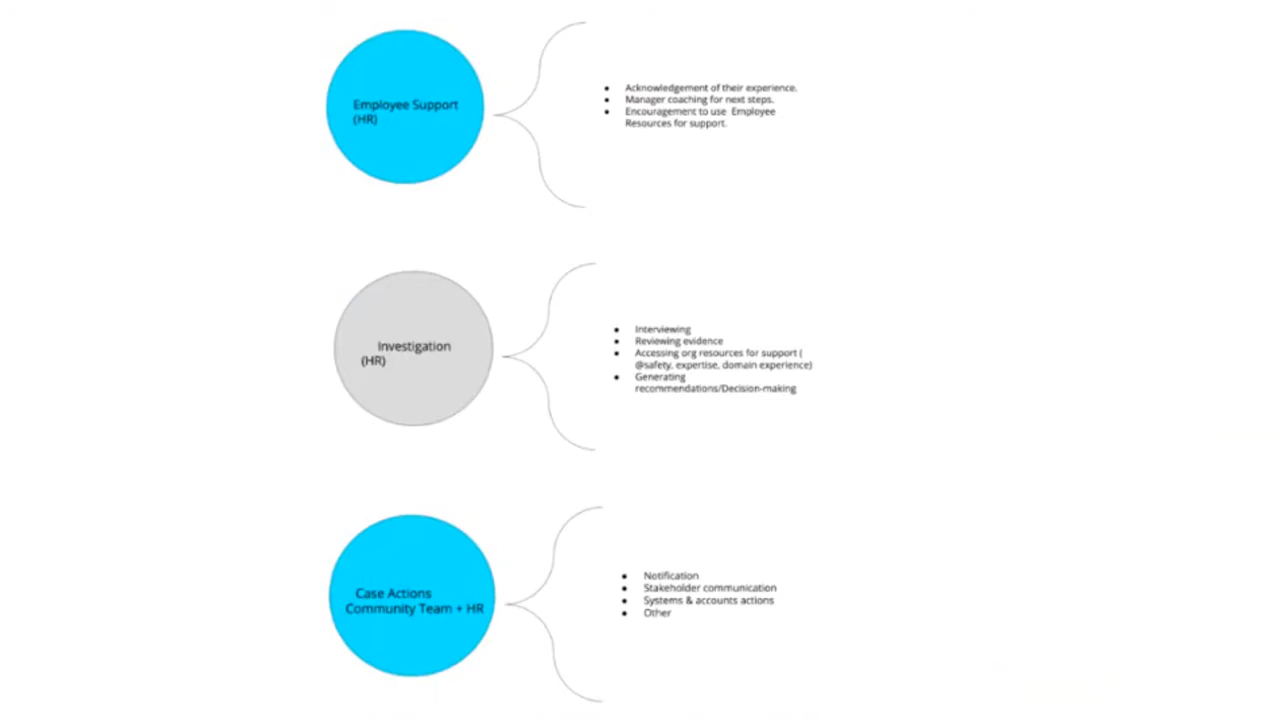 Employee Support
(HR)
● Acknowledgement of their experience.
● Manager coaching for next steps.
● Encouragement to use Employee
Resources for support.
Investigation
(HR)
● Interviewing
● Reviewing evidence
● Accessing org resources for support (
@safety, expertise, domain experience)
● Generating
recommendations/Decision-making
Case Actions
Community Team + HR
● Notification
● Stakeholder communication
● Systems & accounts actions
● Other